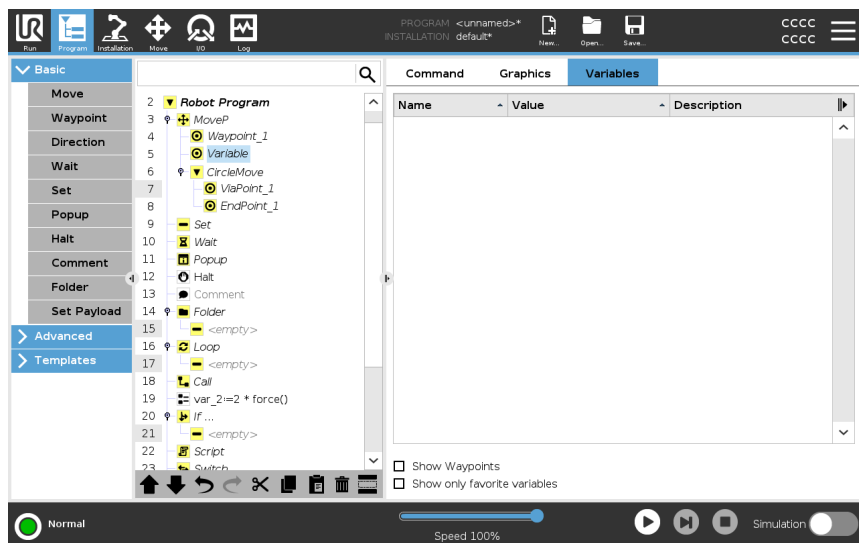 PROGRAM <unnamed>*
INSTALLATION default*
CCCC
CCCC
UR
Run
Program
Installation
Move
I/O
Log
New...
Open...
Save...
Basic
Move
Waypoint
Direction
Wait
Set
Popup
Halt
Comment
Folder
Set Payload
Advanced
Templates
2 Robot Program
3 MoveP
4 Waypoint_1
5 Variable
6 CircleMove
7 ViaPoint_1
8 EndPoint_1
9 Set
10 Wait
11 Popup
12 Halt
13 Comment
14 Folder
15 <empty>
16 Loop
17 <empty>
18 Call
19 var_2:=2 * force()
20 If ...
21 <empty>
22 Script
23 Switch
Command Graphics Variables
Name Value Description
Show Waypoints
Show only favorite variables
Normal
Speed 100%
Simulation